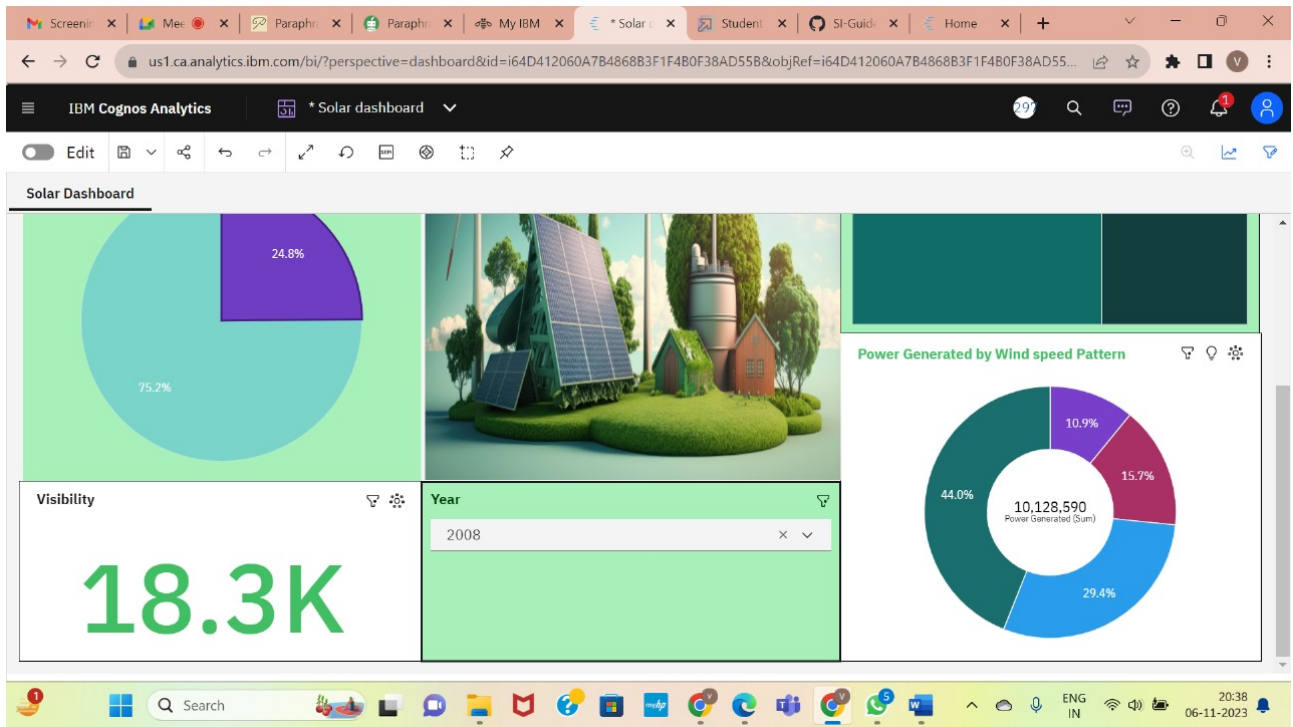 Screenin
Mee
Paraphr
Paraphr
My IBM
* Solar d
Student
SI-Guide
Home
us1.ca.analytics.ibm.com/bi/?perspective=dashboard&id=i64D412060A7B4868B3F1F4B0F38AD55B&objRef=i64D412060A7B4868B3F1F4B0F38AD55...
V
IBM Cognos Analytics
* Solar dashboard
1
Edit
Solar Dashboard
24.8%
75.2%
Power Generated by Wind speed Pattern
10.9%
15.7%
44.0%
10,128,590
Power Generated (Sum)
29.4%
Visibility
18.3K
Year
2008
1
Search
ENG
IN
20:38
06-11-2023